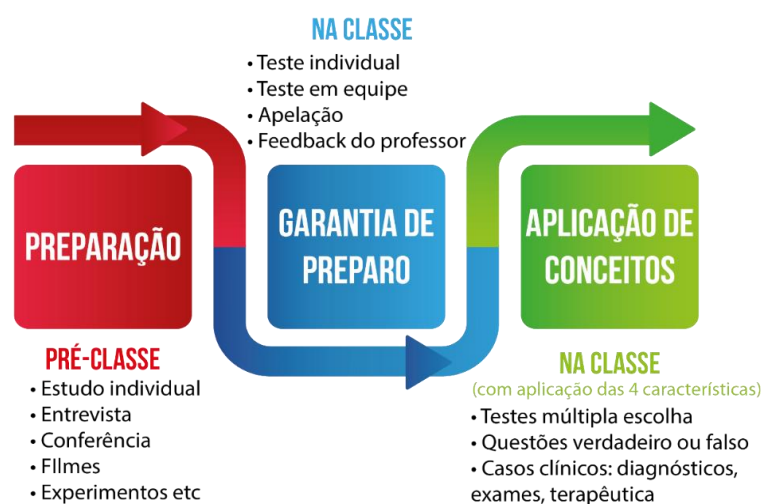 NA CLASSE
• Teste individual
• Teste em equipe
• Apelação
• Feedback do professor
PREPARAÇÃO
GARANTIA DE
PREPARO
APLICAÇÃO DE
CONCEITOS
PRÉ-CLASSE
• Estudo individual
• Entrevista
• Conferência
• FIlmes
• Experimentos etc
NA CLASSE
(com aplicação das 4 características)
• Testes múltipla escolha
• Questões verdadeiro ou falso
• Casos clínicos: diagnósticos,
exames, terapêutica